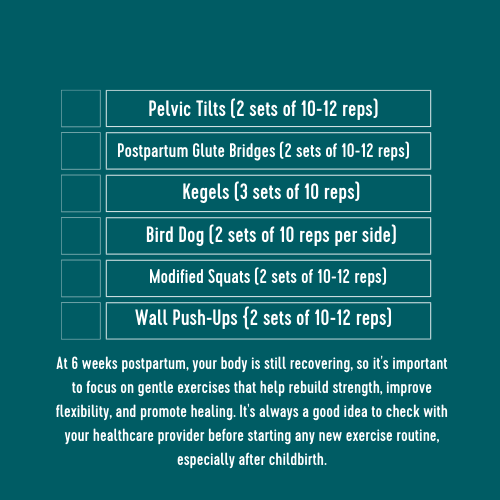 Pelvic Tilts (2 sets of 10-12 reps)
Postpartum Glute Bridges (2 sets of 10-12 reps)
Kegels (3 sets of 10 reps)
Bird Dog (2 sets of 10 reps per side)
Modified Squats (2 sets of 10-12 reps)
Wall Push-Ups {2 sets of 10-12 reps)
At 6 weeks postpartum, your body is still recovering, so it's important
to focus on gentle exercises that help rebuild strength, improve
flexibility, and promote healing. It's always a good idea to check with
your healthcare provider before starting any new exercise routine,
especially after childbirth.